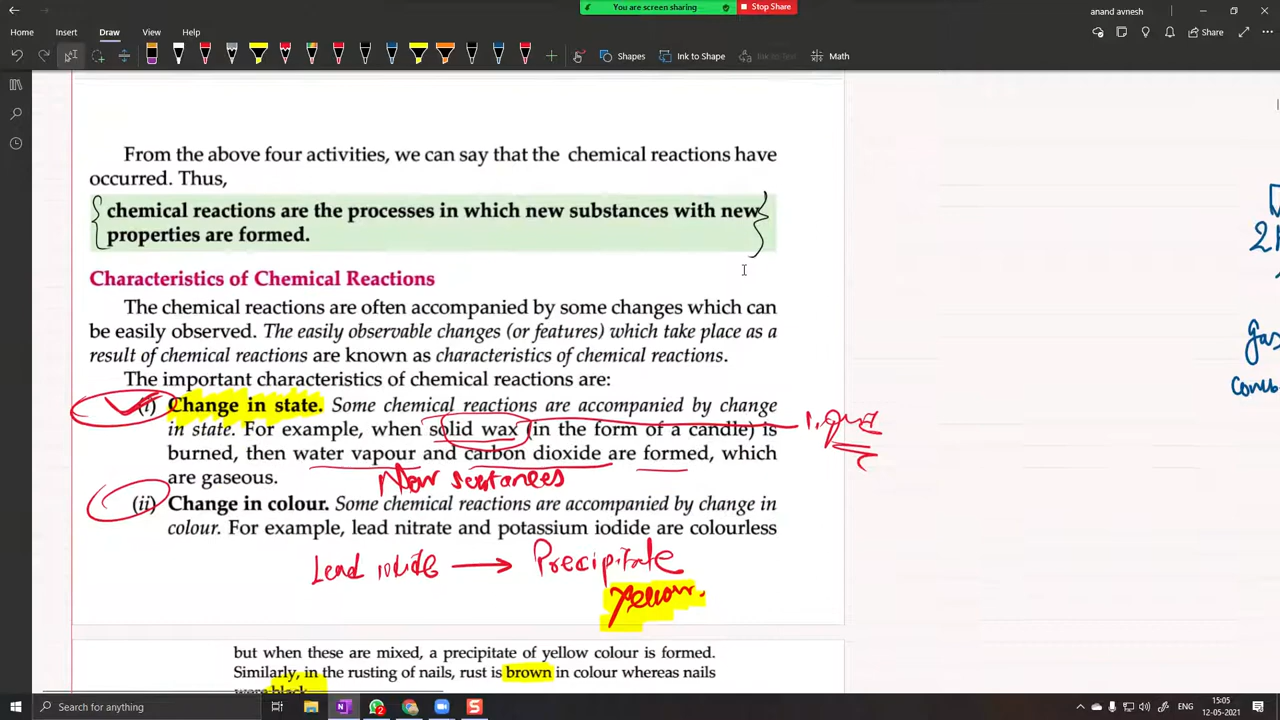 You are screen sharing
Stop Share
anand avnesh
Home
Insert
Draw
View
Help
Share
Shapes
Ink to Shape
Ink to Text
Math
From the above four activities, we can say that the chemical reactions have
occurred. Thus,
chemical reactions are the processes in which new substances with new
properties are formed.
Characteristics of Chemical Reactions
The chemical reactions are often accompanied by some changes which can
be easily observed. The easily observable changes (or features) which take place as a
result of chemical reactions are known as characteristics of chemical reactions.
The important characteristics of chemical reactions are:
(i) Change in state. Some chemical reactions are accompanied by change
in state. For example, when solid wax (in the form of a candle) is
burned, then water vapour and carbon dioxide are formed, which
are gaseous.
New substances
(ii) Change in colour. Some chemical reactions are accompanied by change in
colour. For example, lead nitrate and potassium iodide are colourless
Lead iodide → Precipitate
Yellow.
but when these are mixed, a precipitate of yellow colour is formed.
Similarly, in the rusting of nails, rust is brown in colour whereas nails
were black
gas
Search for anything
15:05
ENG
12-05-2021